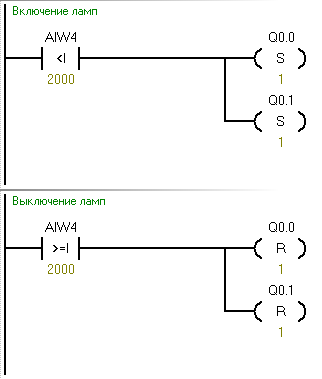 Включение ламп
AIW4 Q0.0
<I S
2000 1
Q0.1
S
1
Выключение ламп
AIW4 Q0.0
>=I R
2000 1
Q0.1
R
1